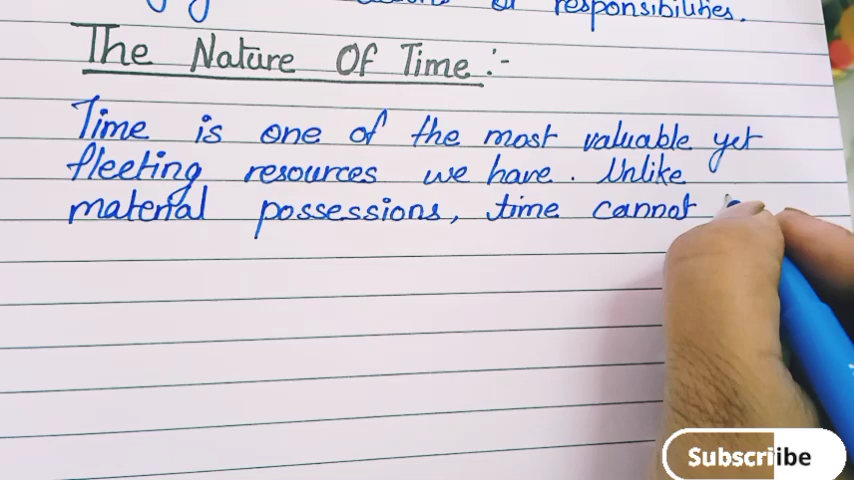 responsibilities.
The Nature Of Time :-
Time is one of the most valuable yet
fleeting resources we have. Unlike
material possessions, time cannot
Subscriibe